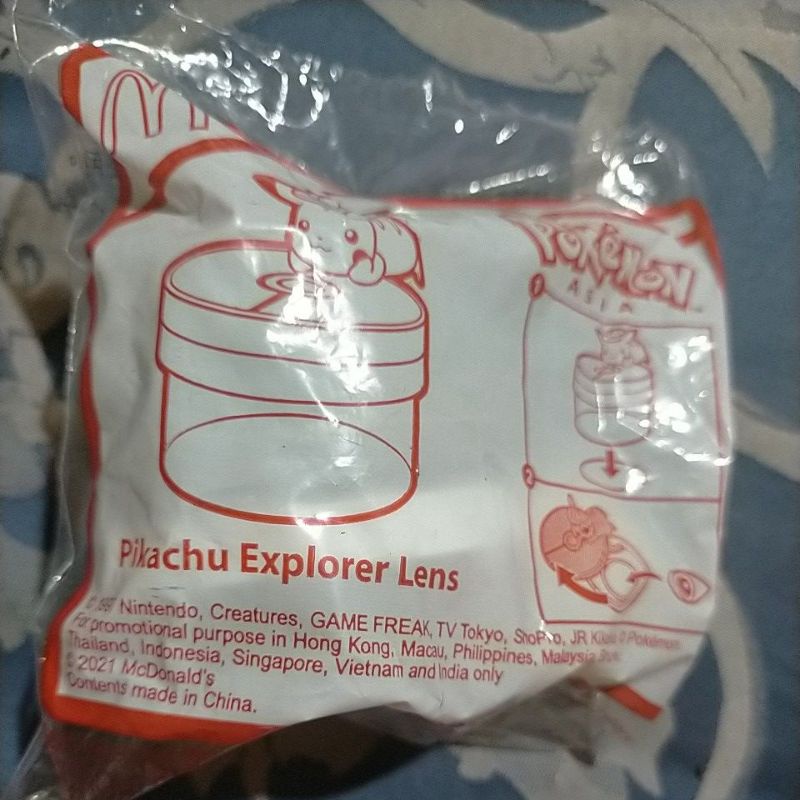 POKÉMON
ASIA
1
2
Pikachu Explorer Lens
© 1997 Nintendo, Creatures, GAME FREAK, TV Tokyo, ShoPro, JR Kikaku © Pokémon.
For promotional purpose in Hong Kong, Macau, Philippines, Malaysia
Thailand, Indonesia, Singapore, Vietnam and India only
© 2021 McDonald's
Contents made in China.